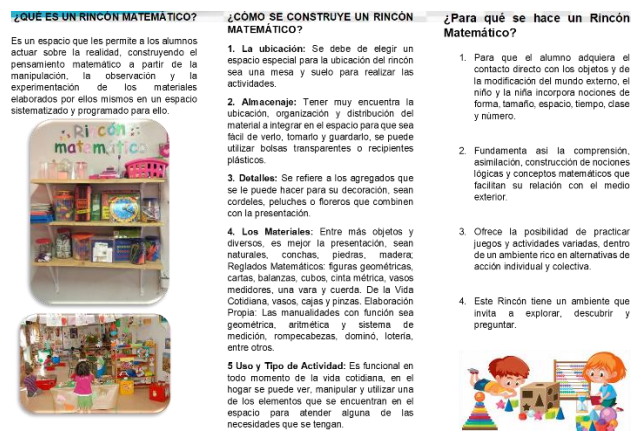 ¿QUÉ ES UN RINCÓN MATEMÁTICO?
Es un espacio que les permite a los alumnos
actuar sobre la realidad, construyendo el
pensamiento matemático a partir de la
manipulación, la observación y la
experimentación de los materiales
elaborados por ellos mismos en un espacio
sistematizado y programado para ello.
Rincón
matemático
¿CÓMO SE CONSTRUYE UN RINCÓN
MATEMÁTICO?
1. La ubicación: Se debe de elegir un
espacio especial para la ubicación del rincón
sea una mesa y suelo para realizar las
actividades.
2. Almacenaje: Tener muy encuentra la
ubicación, organización y distribución del
material a integrar en el espacio para que sea
fácil de verlo, tomarlo y guardarlo, se puede
utilizar bolsas transparentes o recipientes
plásticos.
3. Detalles: Se refiere a los agregados que
se le puede hacer para su decoración, sean
cordeles, peluches o floreros que combinen
con la presentación.
4. Los Materiales: Entre más objetos y
diversos, es mejor la presentación, sean
naturales, conchas, piedras, madera;
Reglados Matemáticos: figuras geométricas,
cartas, balanzas, cubos, cinta métrica, vasos
medidores, una vara y cuerda. De la Vida
Cotidiana, vasos, cajas y pinzas. Elaboración
Propia: Las manualidades con función sea
geométrica, aritmética y sistema de
medición, rompecabezas, dominó, lotería,
entre otros.
5 Uso y Tipo de Actividad: Es funcional en
todo momento de la vida cotidiana, en el
hogar se puede ver, manipular y utilizar una
de los elementos que se encuentran en el
espacio para atender alguna de las
necesidades que se tengan.
¿Para qué se hace un Rincón
Matemático?
1. Para que el alumno adquiera el
contacto directo con los objetos y de
la modificación del mundo externo, el
niño y la niña incorpora nociones de
forma, tamaño, espacio, tiempo, clase
y número.
2. Fundamenta así la comprensión,
asimilación, construcción de nociones
lógicas y conceptos matemáticos que
facilitan su relación con el medio
exterior.
3. Ofrece la posibilidad de practicar
juegos y actividades variadas, dentro
de un ambiente rico en alternativas de
acción individual y colectiva.
4. Este Rincón tiene un ambiente que
invita a explorar, descubrir y
preguntar.